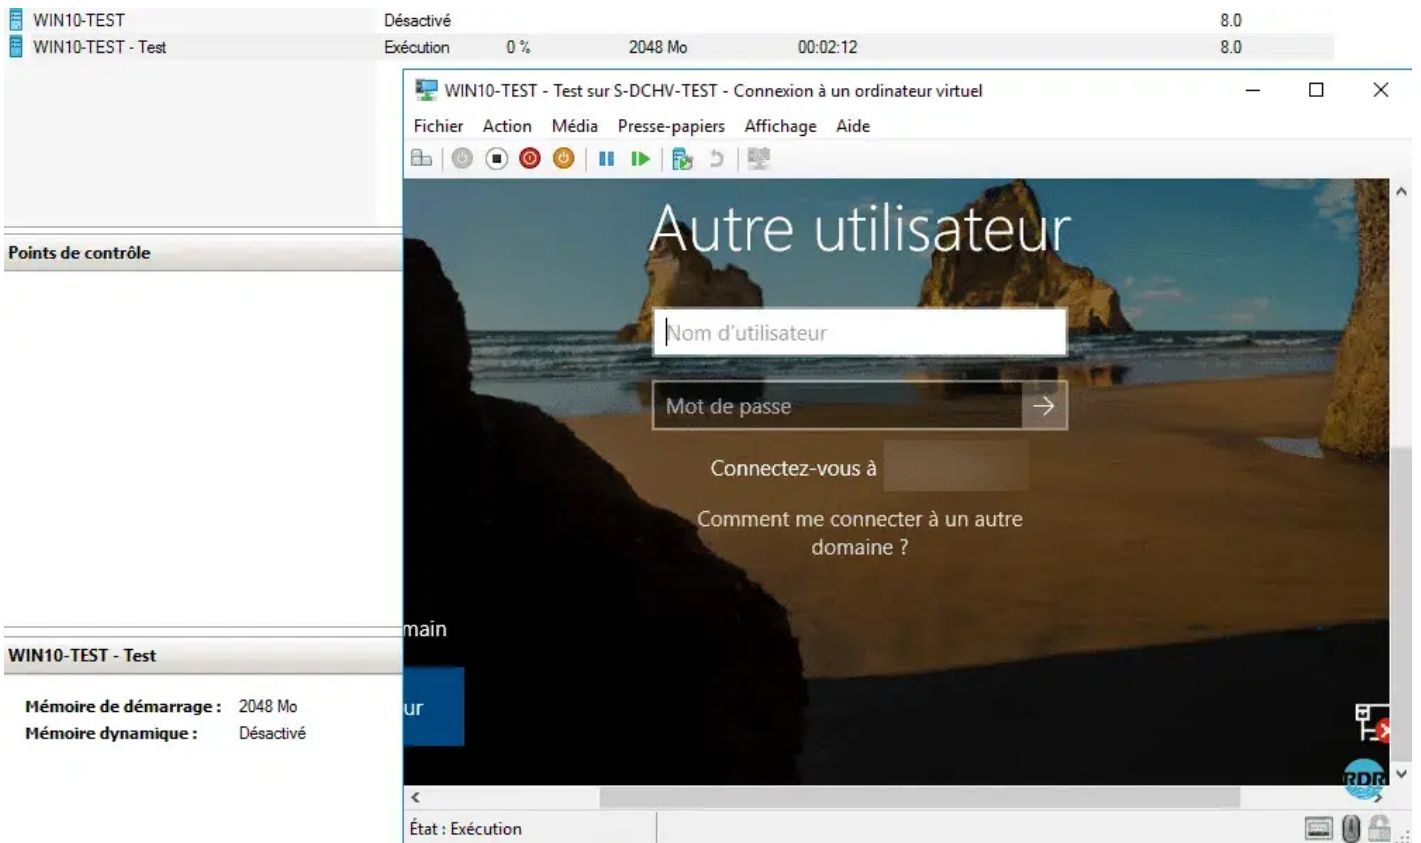 WIN10-TEST Désactivé 8.0
WIN10-TEST - Test Exécution 0 % 2048 Mo 00:02:12 8.0
WIN10-TEST - Test sur S-DCHV-TEST - Connexion à un ordinateur virtuel
Fichier Action Média Presse-papiers Affichage Aide
Autre utilisateur
Points de contrôle
Nom d'utilisateur
Mot de passe
Connectez-vous à
Comment me connecter à un autre
domaine ?
main
WIN10-TEST - Test
Mémoire de démarrage : 2048 Mo
ur
Mémoire dynamique : Désactivé
RDR
État : Exécution